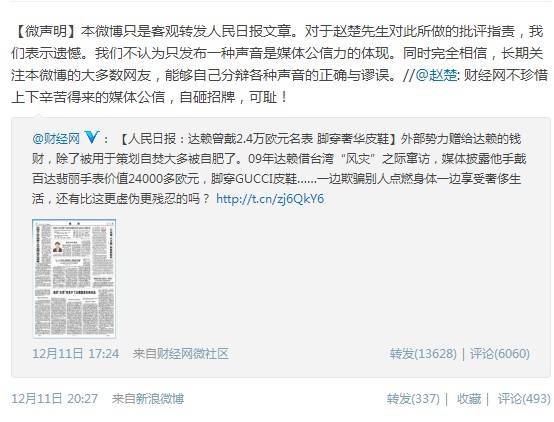 【微声明】本微博只是客观转发人民日报文章。对于赵楚先生对此所做的批评指责，我
们表示遗憾。我们不认为只发布一种声音是媒体公信力的体现。同时完全相信，长期关
注本微博的大多数网友，能够自己分辩各种声音的正确与谬误。//@赵楚: 财经网不珍惜
上下辛苦得来的媒体公信，自砸招牌，可耻！
@财经网 ：【人民日报：达赖曾戴2.4万欧元名表 脚穿奢华皮鞋】外部势力赠给达赖的钱
财，除了被用于策划自焚大多被自肥了。09年达赖借台湾“风灾”之际窜访，媒体披露他手戴
百达翡丽手表价值24000多欧元，脚穿GUCCI皮鞋......一边欺骗别人点燃身体一边享受奢侈生
活，还有比这更虚伪更残忍的吗？ http://t.cn/zj6QkY6
12月11日 17:24 来自财经网微社区 转发(13628) | 评论(6060)
12月11日 20:27 来自新浪微博 转发(337) | 收藏 | 评论(493)